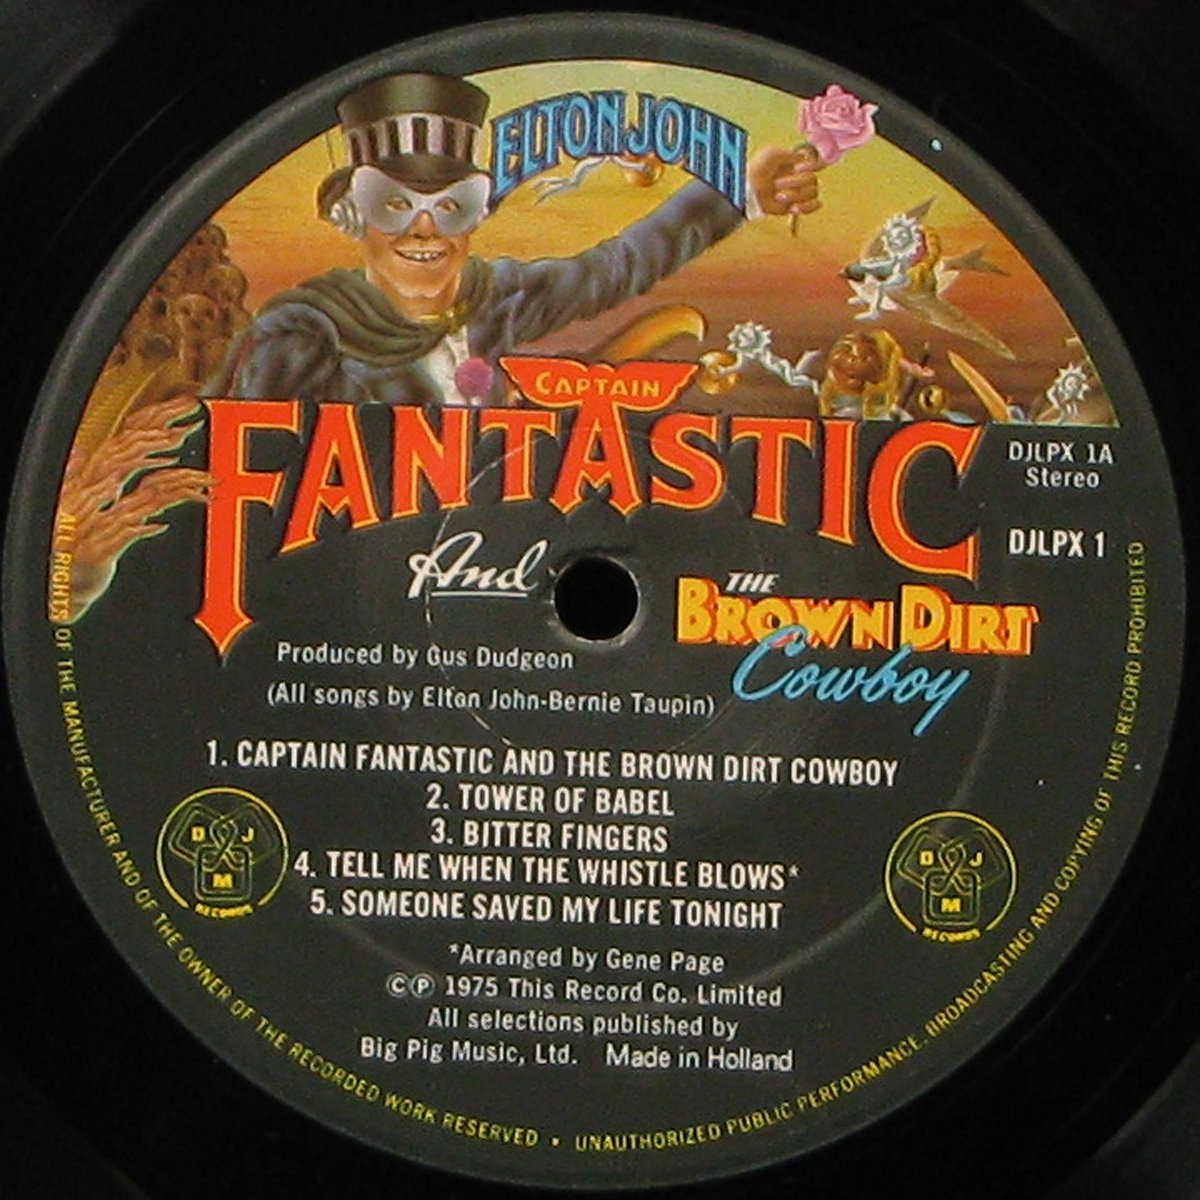 ELTON JOHN
CAPTAIN
FANTASTIC
And
THE
BROWN DIRT
Cowboy
DJLPX 1A
Stereo
DJLPX 1
Produced by Gus Dudgeon
(All songs by Elton John-Bernie Taupin)
1. CAPTAIN FANTASTIC AND THE BROWN DIRT COWBOY
2. TOWER OF BABEL
3. BITTER FINGERS
4. TELL ME WHEN THE WHISTLE BLOWS*
5. SOMEONE SAVED MY LIFE TONIGHT
*Arranged by Gene Page
©℗ 1975 This Record Co. Limited
All selections published by
Big Pig Music, Ltd. Made in Holland
DJM
RECORDS
DJM
RECORDS
ALL RIGHTS OF THE MANUFACTURER AND OF THE OWNER OF THE RECORDED WORK RESERVED • UNAUTHORIZED PUBLIC PERFORMANCE, BROADCASTING AND COPYING OF THIS RECORD PROHIBITED